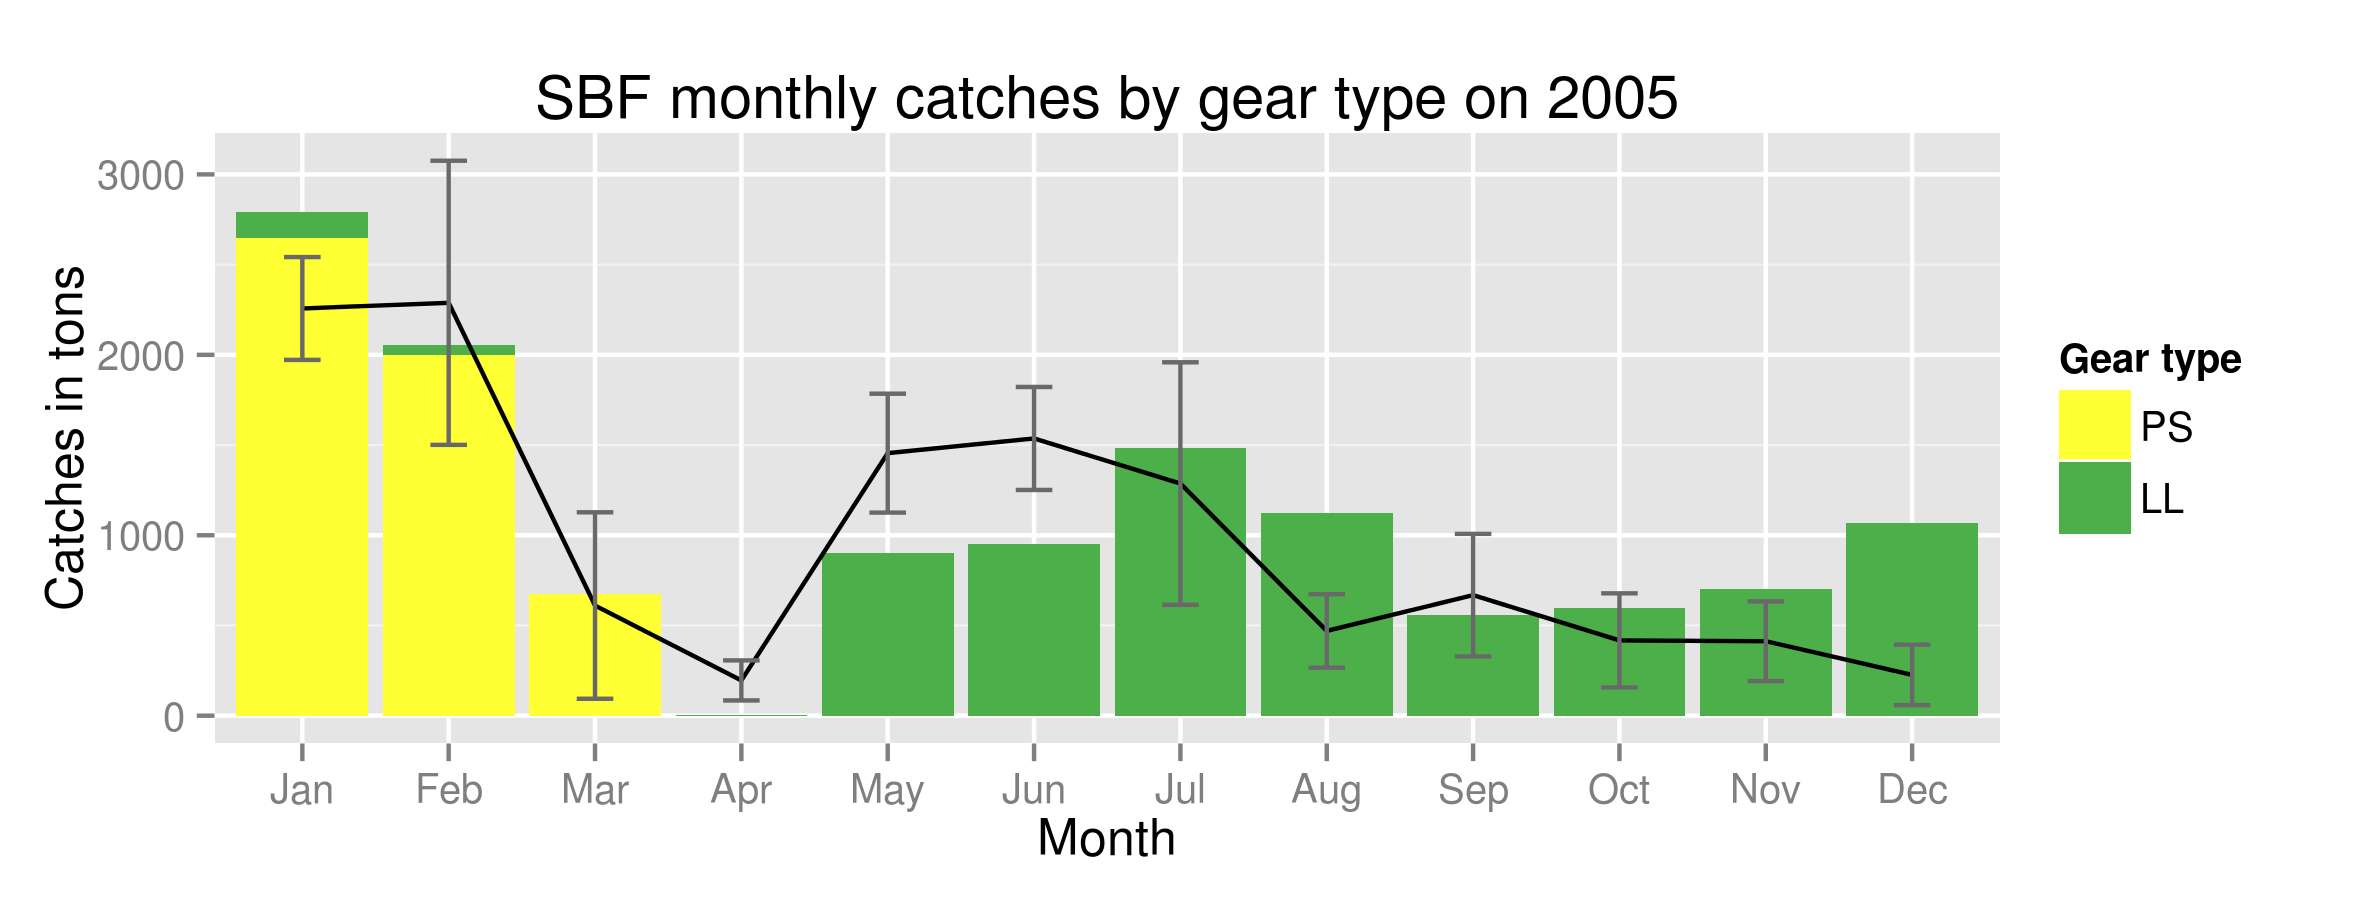 SBF monthly catches by gear type on 2005
Catches in tons
3000
2000
1000
0
Jan Feb Mar Apr May Jun Jul Aug Sep Oct Nov Dec
Month
Gear type
PS
LL